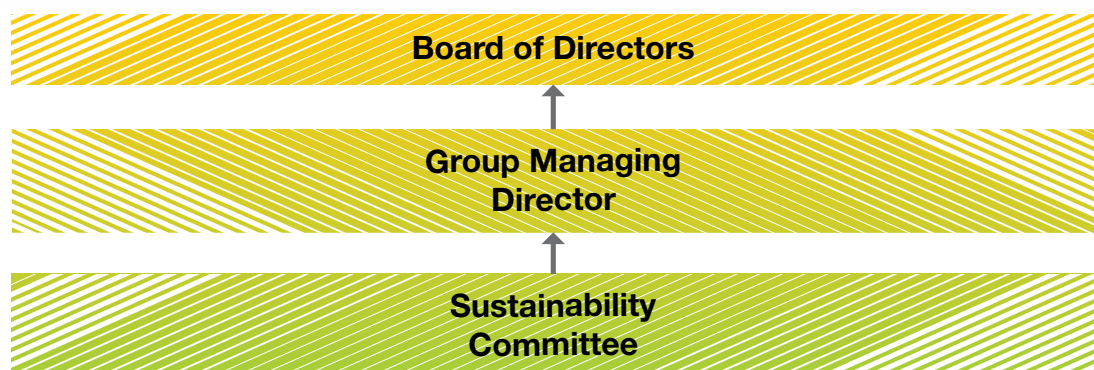 Board of Directors
Group Managing
Director
Sustainability
Committee